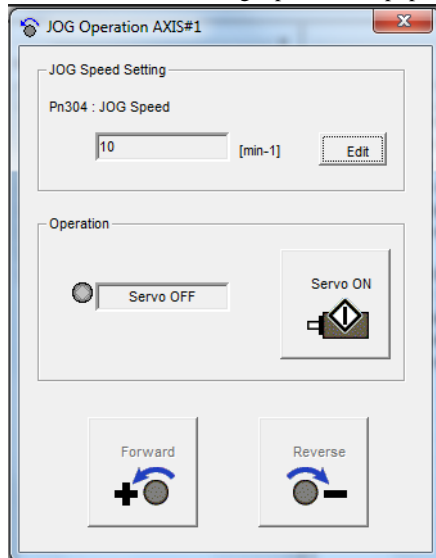 JOG Operation AXIS#1
JOG Speed Setting
Pn304 : JOG Speed
10 [min-1] Edit
Operation
Servo OFF
Servo ON
Forward Reverse